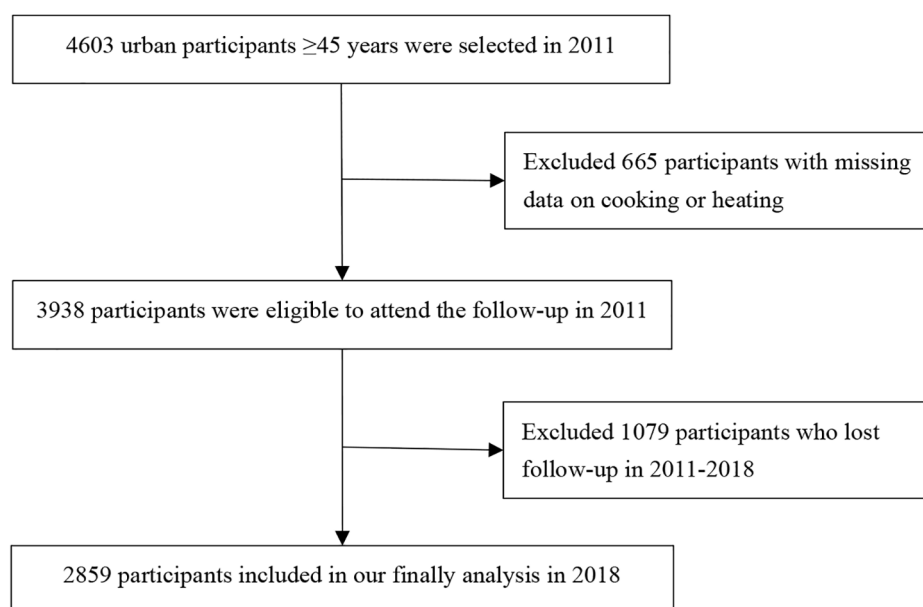 4603 urban participants ≥45 years were selected in 2011
Excluded 665 participants with missing
data on cooking or heating
3938 participants were eligible to attend the follow-up in 2011
Excluded 1079 participants who lost
follow-up in 2011-2018
2859 participants included in our finally analysis in 2018